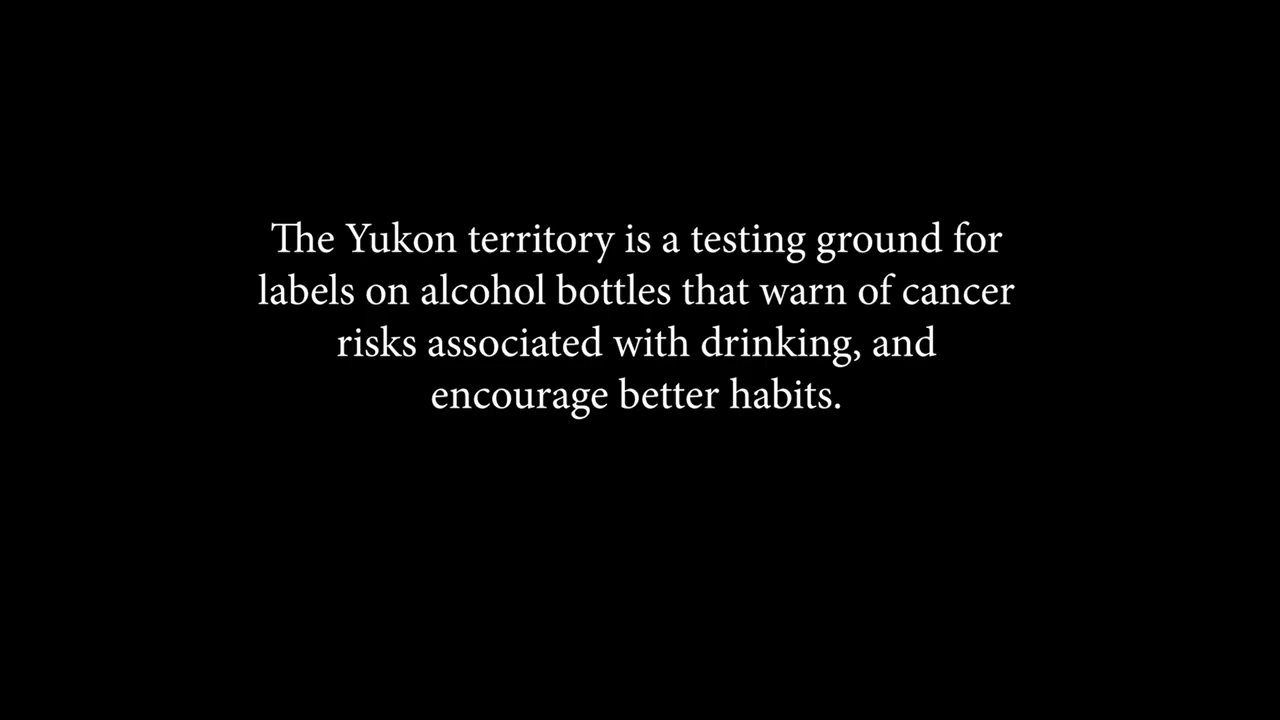 The Yukon territory is a testing ground for
labels on alcohol bottles that warn of cancer
risks associated with drinking, and
encourage better habits.